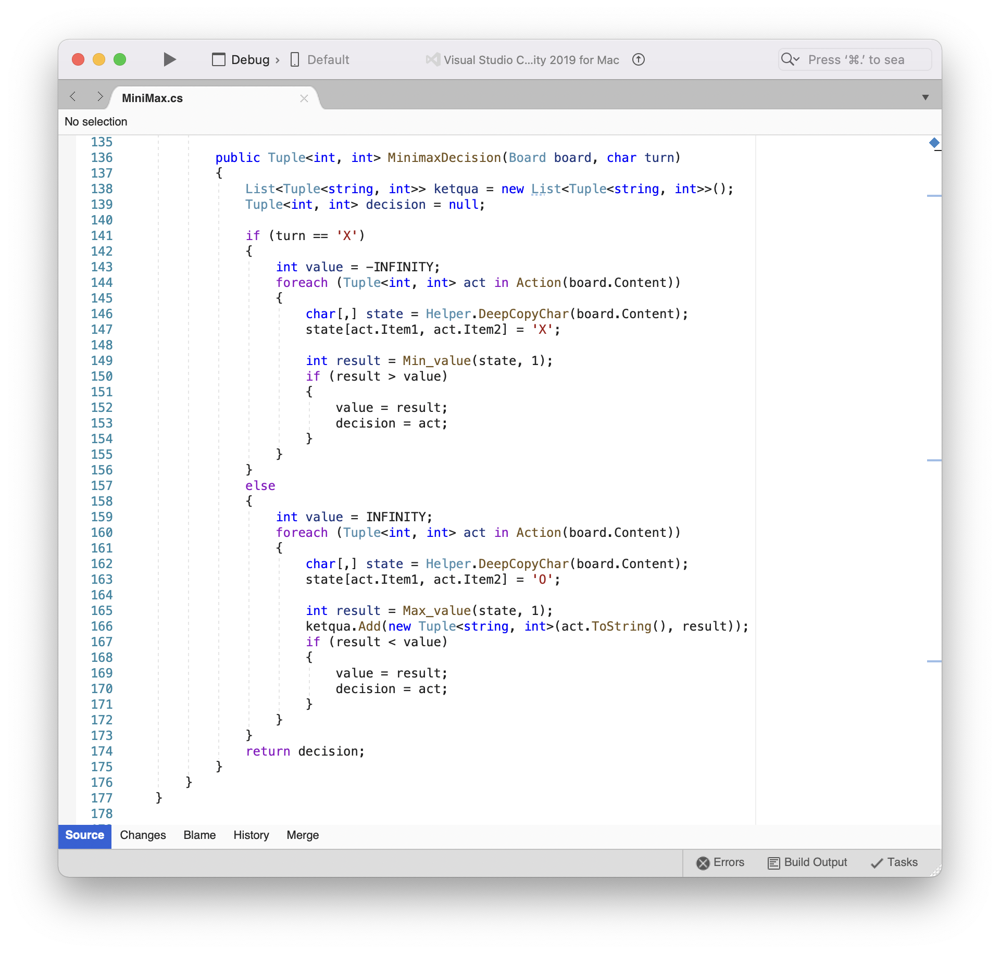 Debug › Default
Visual Studio C...ity 2019 for Mac
Press ‘⌘.’ to sea
MiniMax.cs
No selection
135
136 public Tuple<int, int> MinimaxDecision(Board board, char turn)
137 {
138 List<Tuple<string, int>> ketqua = new List<Tuple<string, int>>();
139 Tuple<int, int> decision = null;
140
141 if (turn == 'X')
142 {
143 int value = -INFINITY;
144 foreach (Tuple<int, int> act in Action(board.Content))
145 {
146 char[,] state = Helper.DeepCopyChar(board.Content);
147 state[act.Item1, act.Item2] = 'X';
148
149 int result = Min_value(state, 1);
150 if (result > value)
151 {
152 value = result;
153 decision = act;
154 }
155 }
156 }
157 else
158 {
159 int value = INFINITY;
160 foreach (Tuple<int, int> act in Action(board.Content))
161 {
162 char[,] state = Helper.DeepCopyChar(board.Content);
163 state[act.Item1, act.Item2] = 'O';
164
165 int result = Max_value(state, 1);
166 ketqua.Add(new Tuple<string, int>(act.ToString(), result));
167 if (result < value)
168 {
169 value = result;
170 decision = act;
171 }
172 }
173 }
174 return decision;
175 }
176 }
177 }
178
Source Changes Blame History Merge
Errors Build Output Tasks